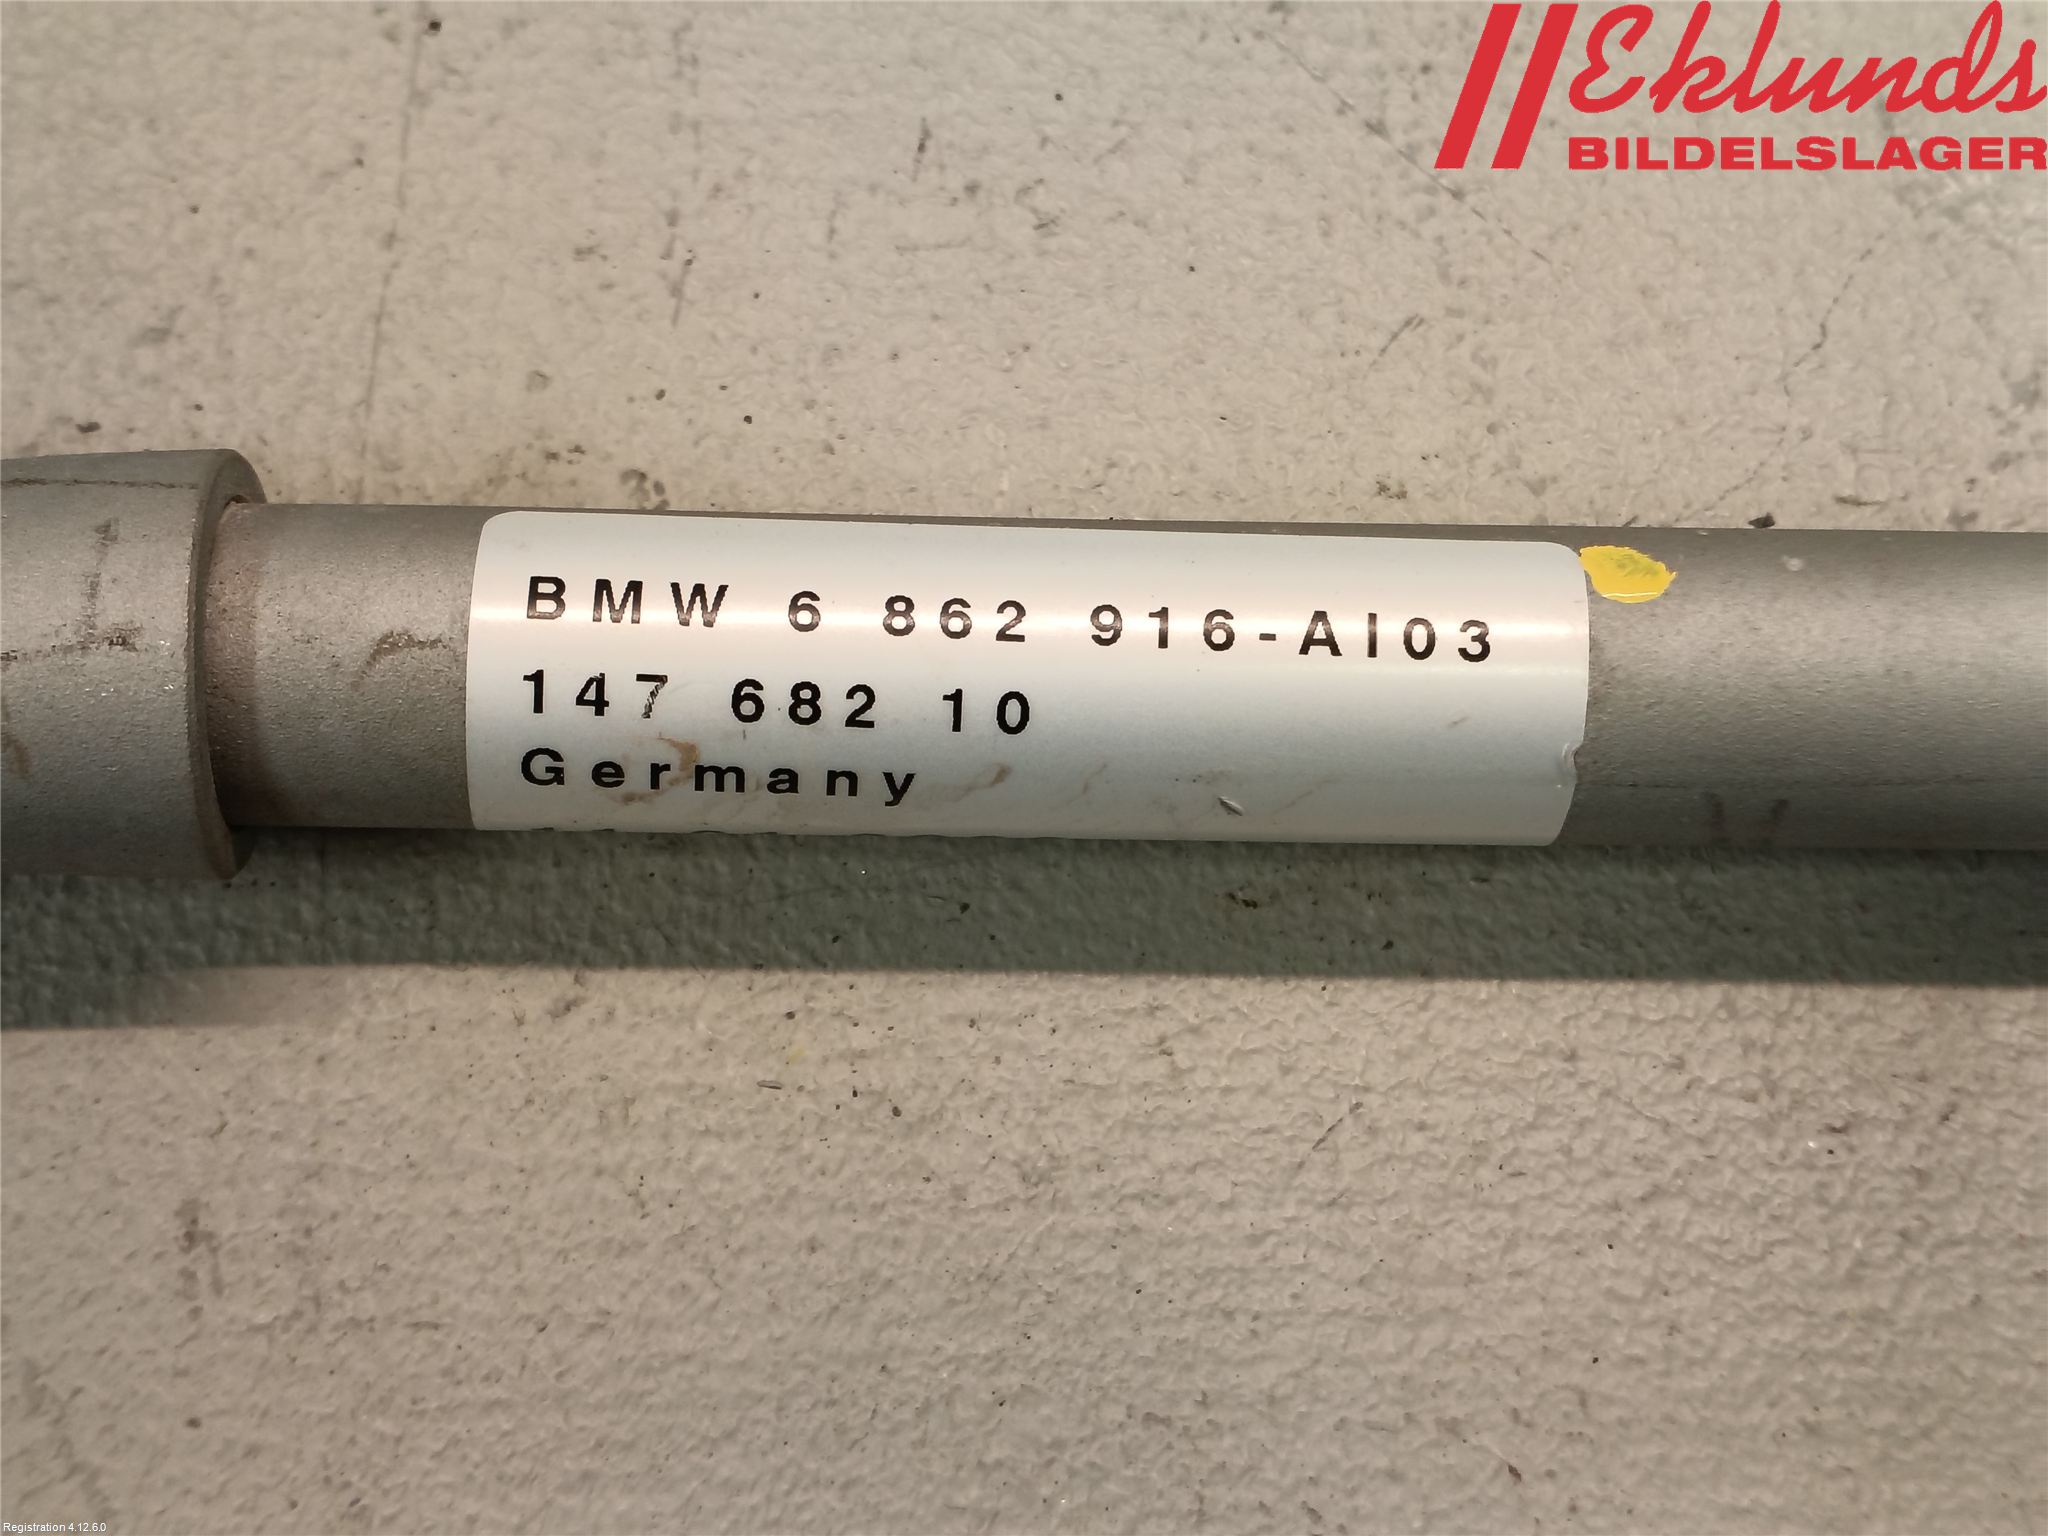 Eklunds
BILDELSLAGER
BMW 6 862 916-AI03
147 682 10
Germany
Registration 4.12.6.0